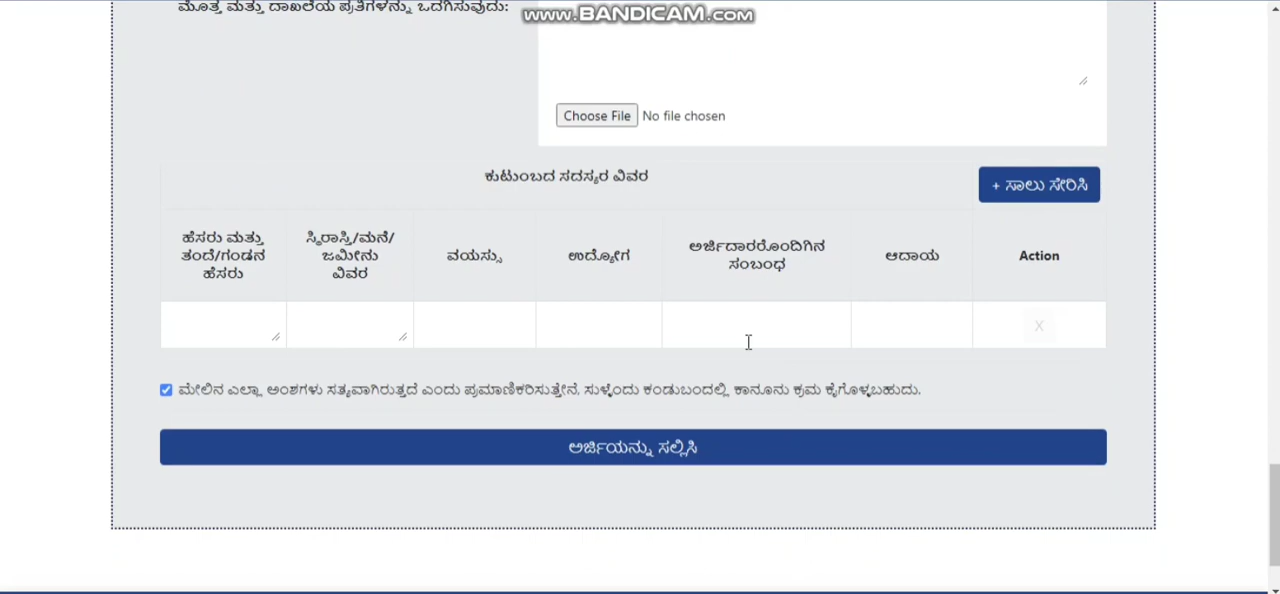 ಮೊತ್ತ ಮತ್ತು ದಾಖಲೆಯ ಪ್ರತಿಗಳನ್ನು ಒದಗಿಸುವುದು:
www.BANDICAM.com
Choose File No file chosen
ಕುಟುಂಬದ ಸದಸ್ಯರ ವಿವರ
+ ಸಾಲು ಸೇರಿಸಿ
ಹೆಸರು ಮತ್ತು
ತಂದೆ/ಗಂಡನ
ಹೆಸರು
ಸ್ಥಿರಾಸ್ತಿ/ಮನೆ/
ಜಮೀನು
ವಿವರ
ವಯಸ್ಸು
ಉದ್ಯೋಗ
ಅರ್ಜಿದಾರರೊಂದಿಗಿನ
ಸಂಬಂಧ
ಆದಾಯ
Action
X
ಮೇಲಿನ ಎಲ್ಲಾ ಅಂಶಗಳು ಸತ್ಯವಾಗಿರುತ್ತದೆ ಎಂದು ಪ್ರಮಾಣಿಕರಿಸುತ್ತೇನೆ, ಸುಳ್ಳೆಂದು ಕಂಡುಬಂದಲ್ಲಿ ಕಾನೂನು ಕ್ರಮ ಕೈಗೊಳ್ಳಬಹುದು.
ಅರ್ಜಿಯನ್ನು ಸಲ್ಲಿಸಿ